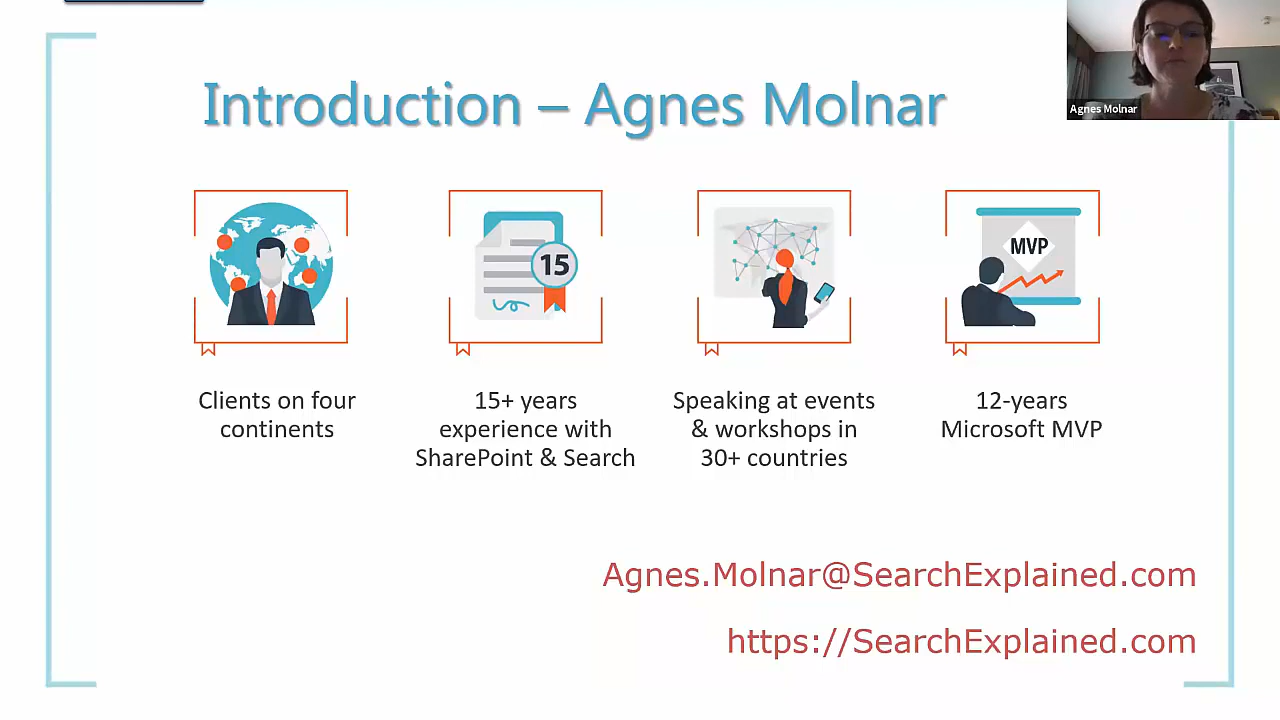 Introduction – Agnes Molnar
Agnes Molnar
15
MVP
Clients on four
continents
15+ years
experience with
SharePoint & Search
Speaking at events
& workshops in
30+ countries
12-years
Microsoft MVP
Agnes.Molnar@SearchExplained.com
https://SearchExplained.com